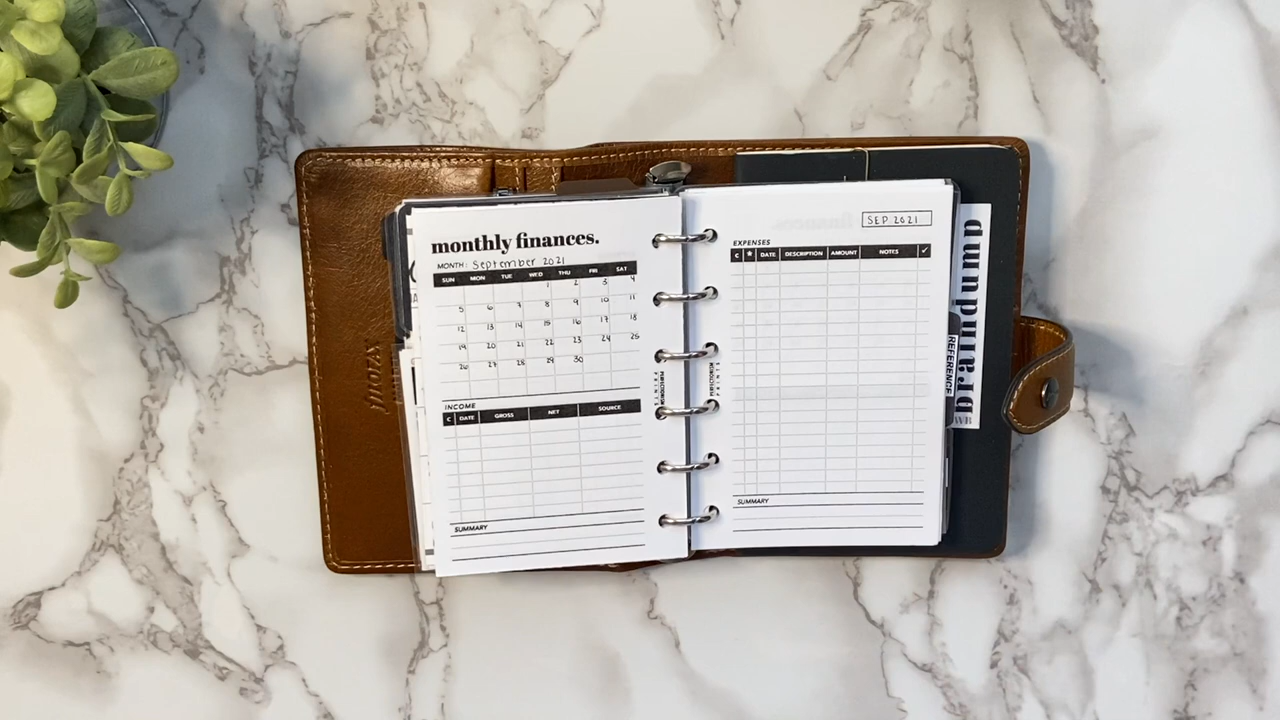 monthly finances.
MONTH: September 2021
SUN MON TUE WED THU FRI SAT
1 2 3 4
5 6 7 8 9 10 11
12 13 14 15 16 17 18
19 20 21 22 23 24 25
26 27 28 29 30
INCOME
C DATE GROSS NET SOURCE
SUMMARY
PRINTS
SEP 2021
EXPENSES
C ★ DATE DESCRIPTION AMOUNT NOTES ✓
SUMMARY
PRINTS
REFERENCE
WB